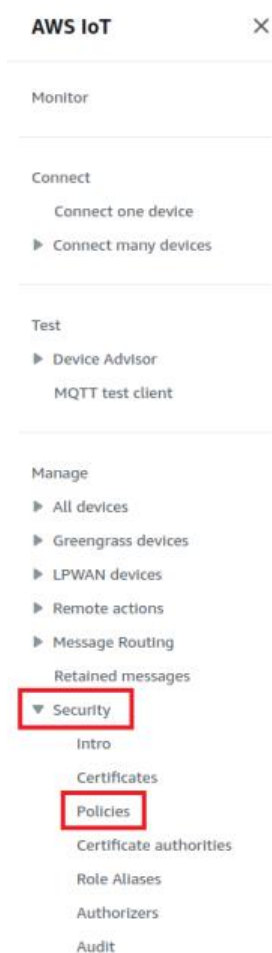 AWS IoT
Monitor
Connect
Connect one device
Connect many devices
Test
Device Advisor
MQTT test client
Manage
All devices
Greengrass devices
LPWAN devices
Remote actions
Message Routing
Retained messages
Security
Intro
Certificates
Policies
Certificate authorities
Role Aliases
Authorizers
Audit